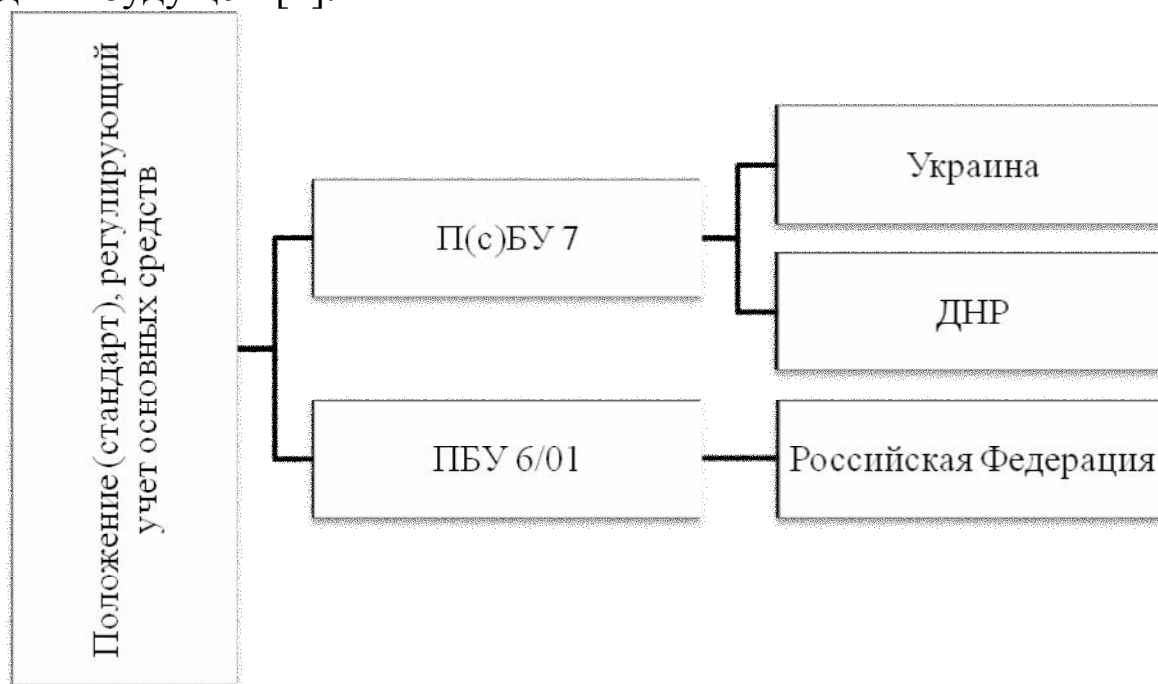 Положение (стандарт), регулирующий
учет основных средств
П(с)БУ 7
ПБУ 6/01
Украина
ДНР
Российская Федерация